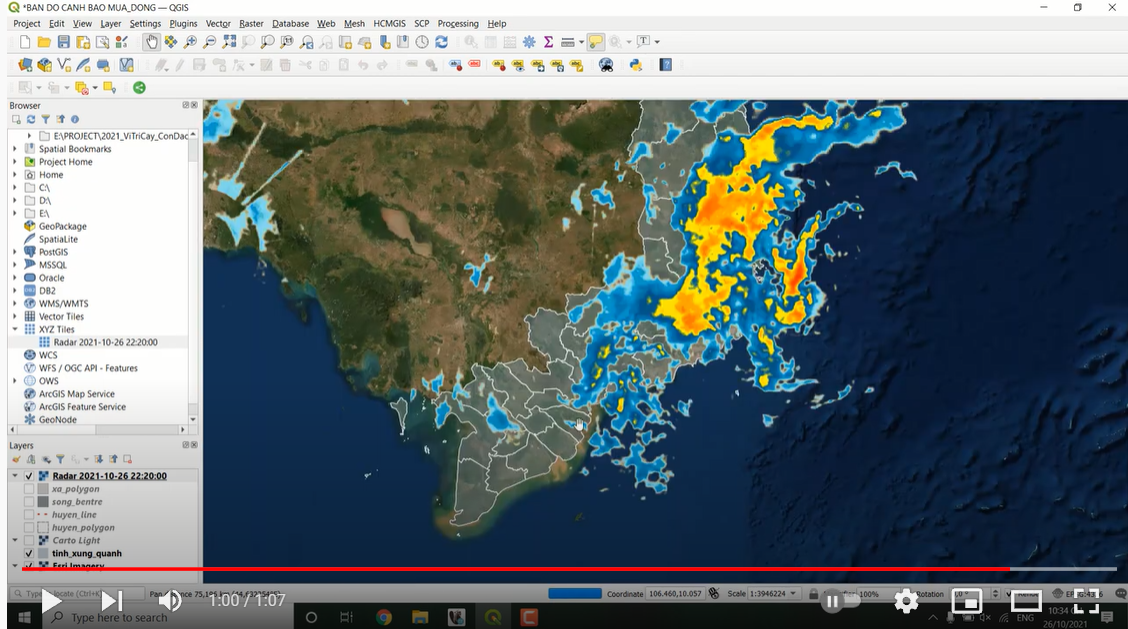 *BAN DO CANH BAO MUA_DONG — QGIS
Project Edit View Layer Settings Plugins Vector Raster Database Web Mesh HCMGIS SCP Processing Help
Browser
E:\PROJECT\2021_ViTriCay_ConDac
Spatial Bookmarks
Project Home
Home
C:\
D:\
E:\
GeoPackage
SpatiaLite
PostGIS
MSSQL
Oracle
DB2
WMS/WMTS
Vector Tiles
XYZ Tiles
Radar 2021-10-26 22:20:00
WCS
WFS / OGC API - Features
OWS
ArcGIS Map Service
ArcGIS Feature Service
GeoNode
Layers
Radar 2021-10-26 22:20:00
xa_polygon
song_bentre
huyen_line
huyen_polygon
Carto Light
tinh_xung_quanh
Esri Imagery
Coordinate 106.460,10.057 Scale 1:3946224 100% Rotation
1:00 / 1:07
Type here to search
ENG
10:34
26/10/2021